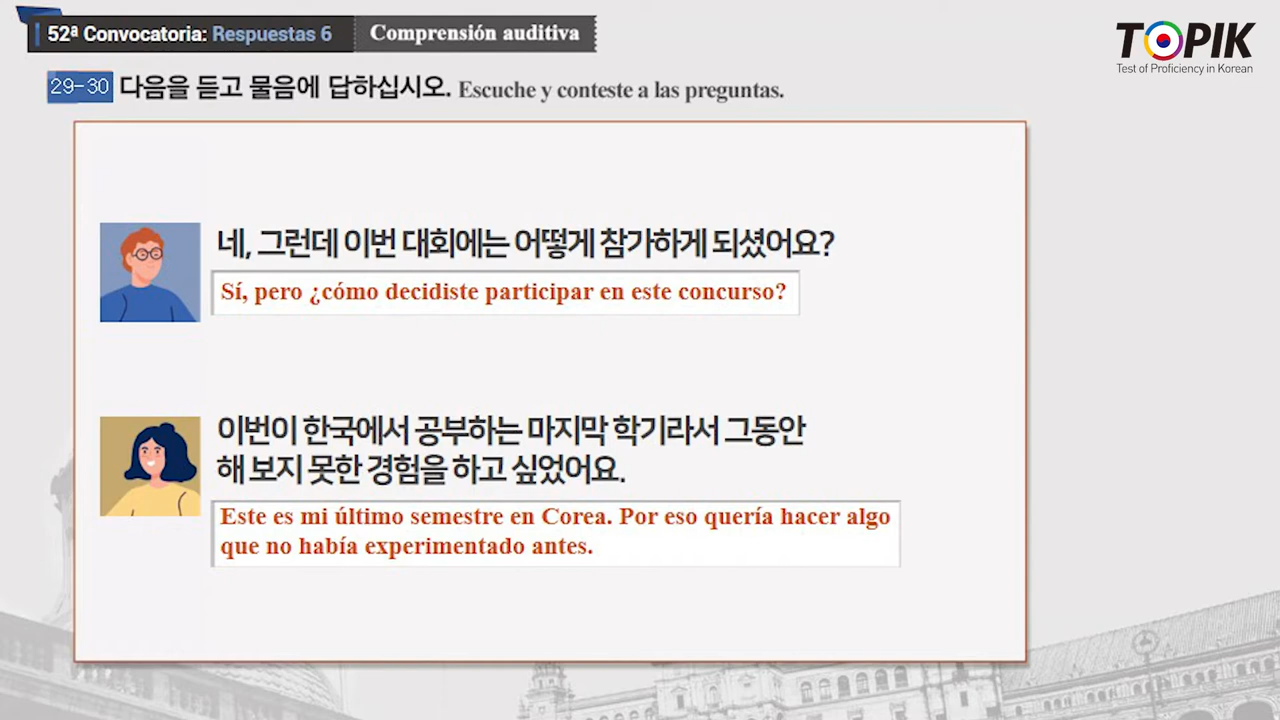 52ª Convocatoria: Respuestas 6
Comprensión auditiva
TOPIK
Test of Proficiency in Korean
29-30 다음을 듣고 물음에 답하십시오. Escuche y conteste a las preguntas.
네, 그런데 이번 대회에는 어떻게 참가하게 되셨어요?
Sí, pero ¿cómo decidiste participar en este concurso?
이번이 한국에서 공부하는 마지막 학기라서 그동안
해 보지 못한 경험을 하고 싶었어요.
Este es mi último semestre en Corea. Por eso quería hacer algo
que no había experimentado antes.